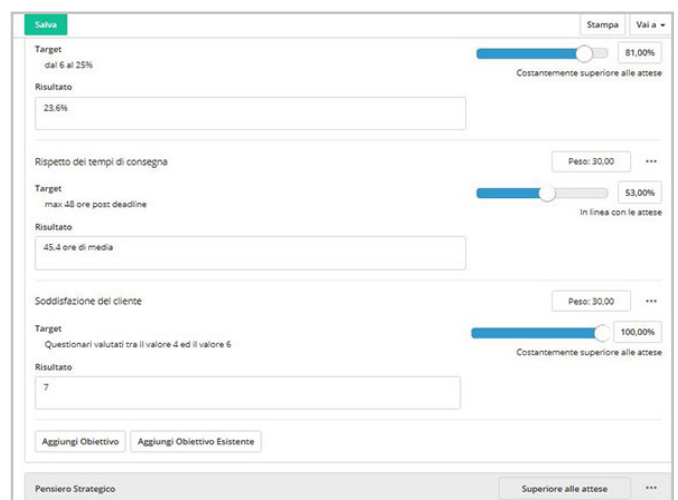 Salva
Stampa
Vai a
Target
dal 6 al 25%
81,00%
Costantemente superiore alle attese
Risultato
23,6%
Rispetto dei tempi di consegna
Peso: 30,00
Target
max 48 ore post deadline
53,00%
In linea con le attese
Risultato
45,4 ore di media
Soddisfazione del cliente
Peso: 30,00
Target
Questionari valutati tra il valore 4 ed il valore 6
100,00%
Costantemente superiore alle attese
Risultato
7
Aggiungi Obiettivo
Aggiungi Obiettivo Esistente
Pensiero Strategico
Superiore alle attese